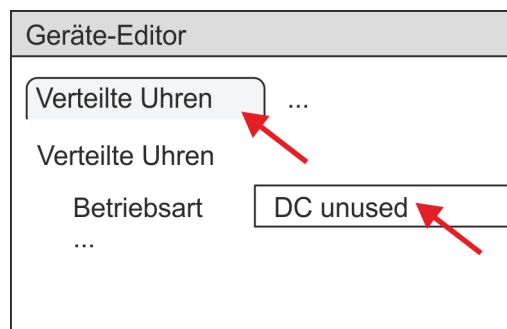 Geräte-Editor
Verteilte Uhren ...
Verteilte Uhren
Betriebsart DC unused
...